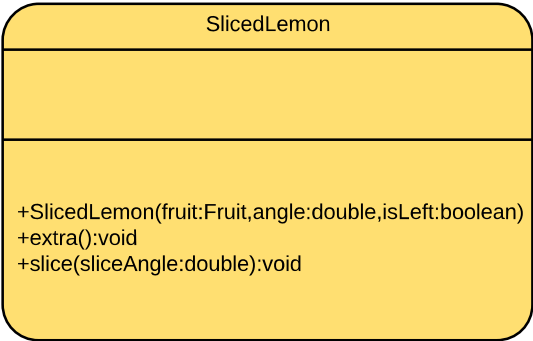 SlicedLemon
+SlicedLemon(fruit:Fruit,angle:double,isLeft:boolean)
+extra():void
+slice(sliceAngle:double):void